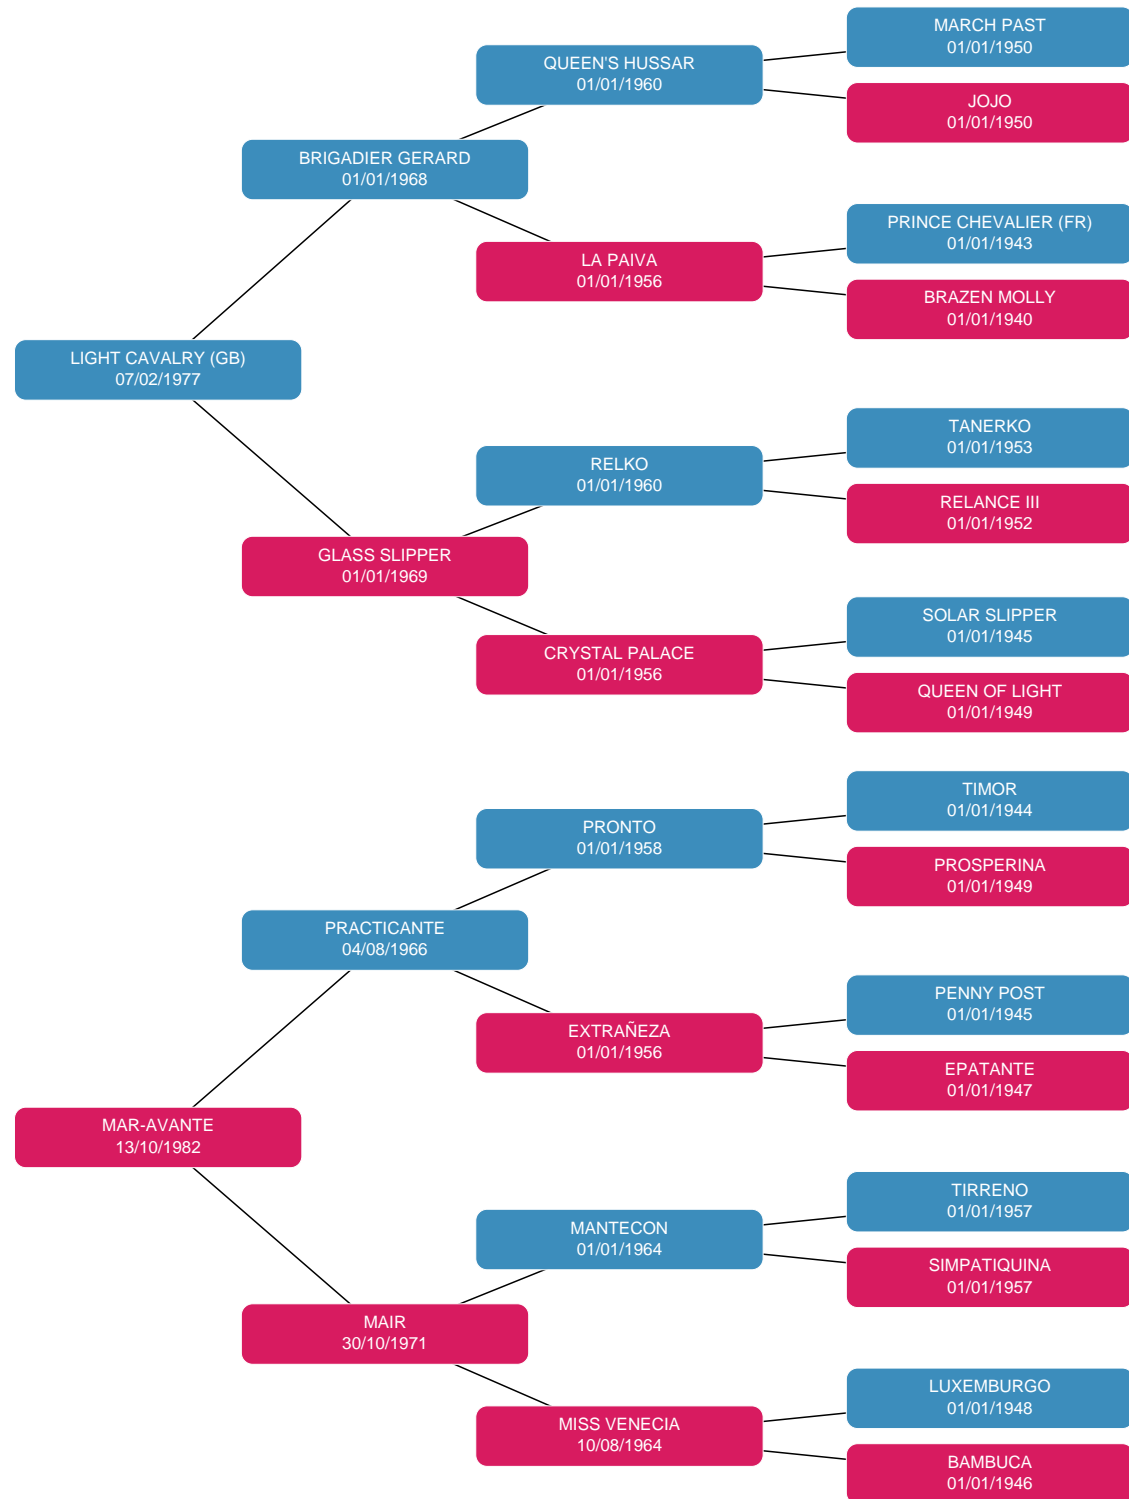 MARCH PAST
01/01/1950
QUEEN'S HUSSAR
01/01/1960
JOJO
01/01/1950
BRIGADIER GERARD
01/01/1968
PRINCE CHEVALIER (FR)
01/01/1943
LA PAIVA
01/01/1956
BRAZEN MOLLY
01/01/1940
LIGHT CAVALRY (GB)
07/02/1977
TANERKO
01/01/1953
RELKO
01/01/1960
RELANCE III
01/01/1952
GLASS SLIPPER
01/01/1969
SOLAR SLIPPER
01/01/1945
CRYSTAL PALACE
01/01/1956
QUEEN OF LIGHT
01/01/1949
TIMOR
01/01/1944
PRONTO
01/01/1958
PROSPERINA
01/01/1949
PRACTICANTE
04/08/1966
PENNY POST
01/01/1945
EXTRAÑEZA
01/01/1956
EPATANTE
01/01/1947
MAR-AVANTE
13/10/1982
TIRRENO
01/01/1957
MANTECON
01/01/1964
SIMPATIQUINA
01/01/1957
MAIR
30/10/1971
LUXEMBURGO
01/01/1948
MISS VENECIA
10/08/1964
BAMBUCA
01/01/1946